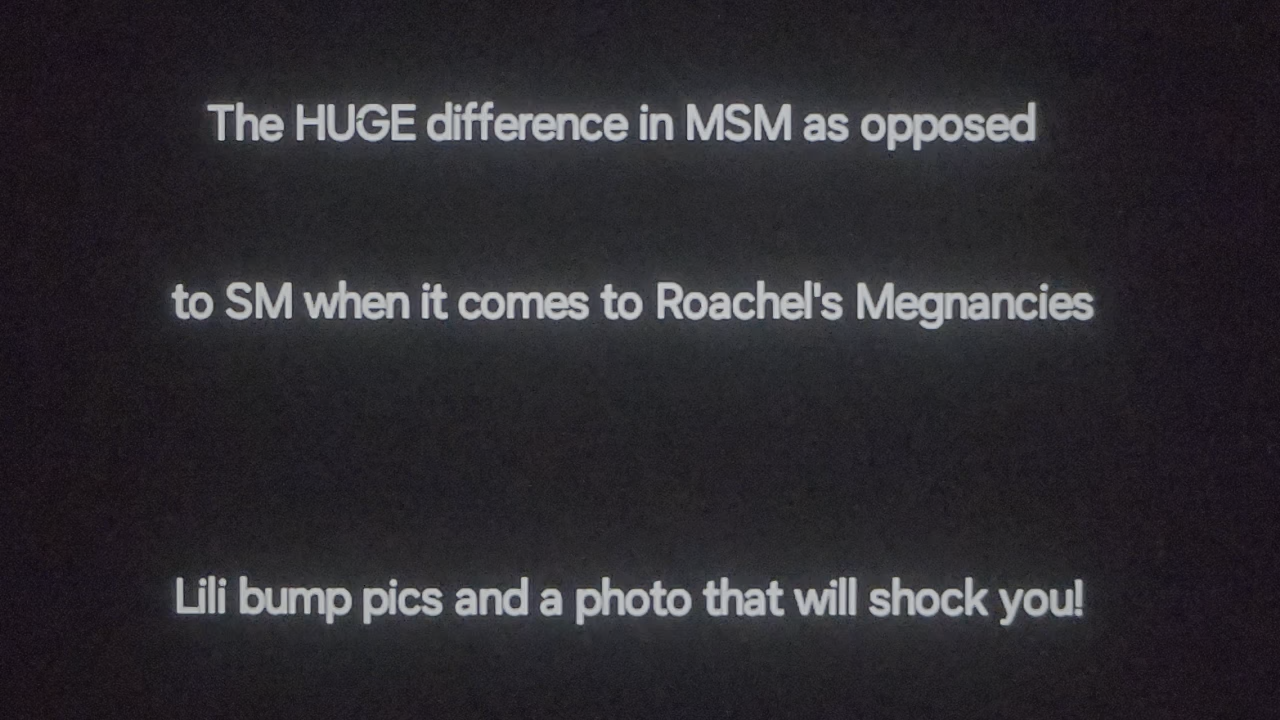 The HUGE difference in MSM as opposed
to SM when it comes to Roachel's Megnancies
Lili bump pics and a photo that will shock you!